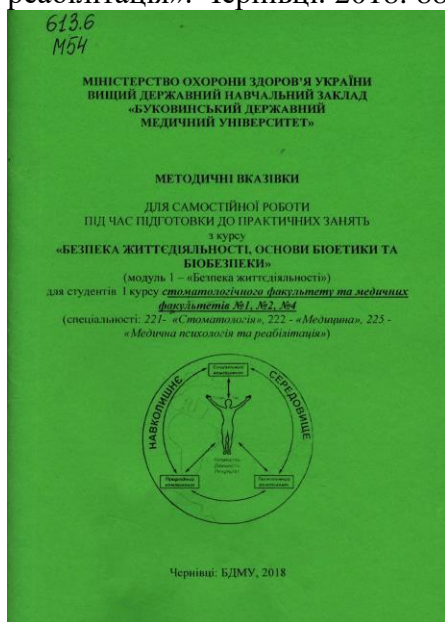 реабілітація». Чернівці. 2018.
613.6
М54
МІНІСТЕРСТВО ОХОРОНИ ЗДОРОВ'Я УКРАЇНИ
ВИЩИЙ ДЕРЖАВНИЙ НАВЧАЛЬНИЙ ЗАКЛАД
«БУКОВИНСЬКИЙ ДЕРЖАВНИЙ
МЕДИЧНИЙ УНІВЕРСИТЕТ»
МЕТОДИЧНІ ВКАЗІВКИ
ДЛЯ САМОСТІЙНОЇ РОБОТИ
ПІД ЧАС ПІДГОТОВКИ ДО ПРАКТИЧНИХ ЗАНЯТЬ
з курсу
«БЕЗПЕКА ЖИТТЄДІЯЛЬНОСТІ, ОСНОВИ БІОЕТИКИ ТА
БІОБЕЗПЕКИ»
(модуль 1 – «Безпека життєдіяльності»)
для студентів І курсу стоматологічного факультету та медичних
факультетів №1, №2, №4
(спеціальності: 221- «Стоматологія», 222 - «Медицина», 225 -
«Медична психологія та реабілітація»)
НАВКОЛИШНЄ
СЕРЕДОВИЩЕ
Чернівці: БДМУ, 2018